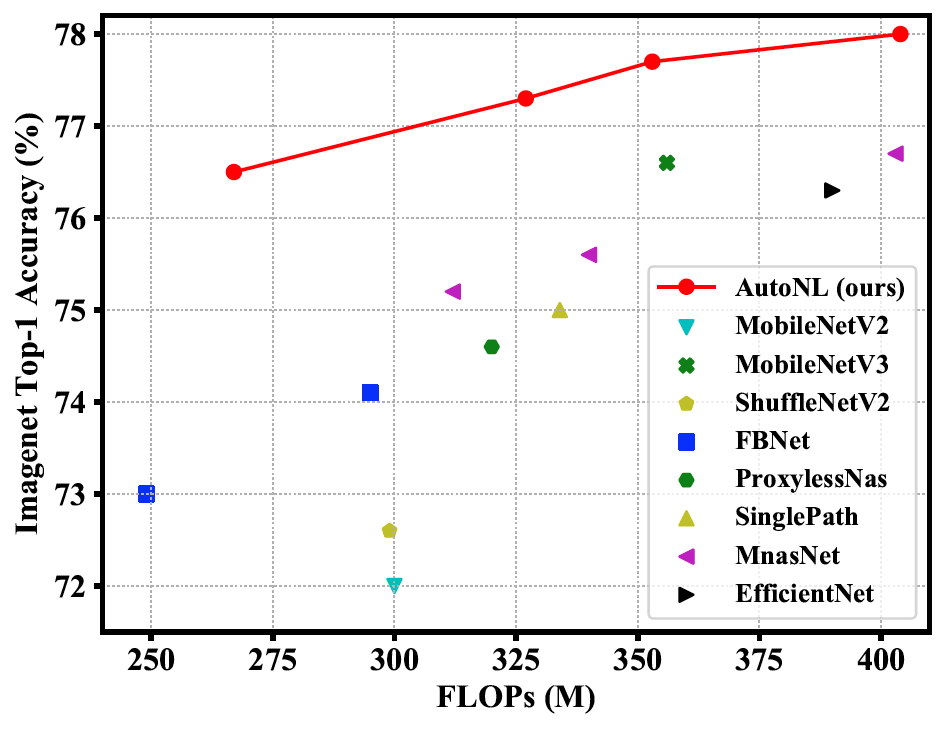 78
77
76
75
74
73
72
Imagenet Top-1 Accuracy (%)
AutoNL (ours)
MobileNetV2
MobileNetV3
ShuffleNetV2
FBNet
ProxylessNas
SinglePath
MnasNet
EfficientNet
250 275 300 325 350 375 400
FLOPs (M)